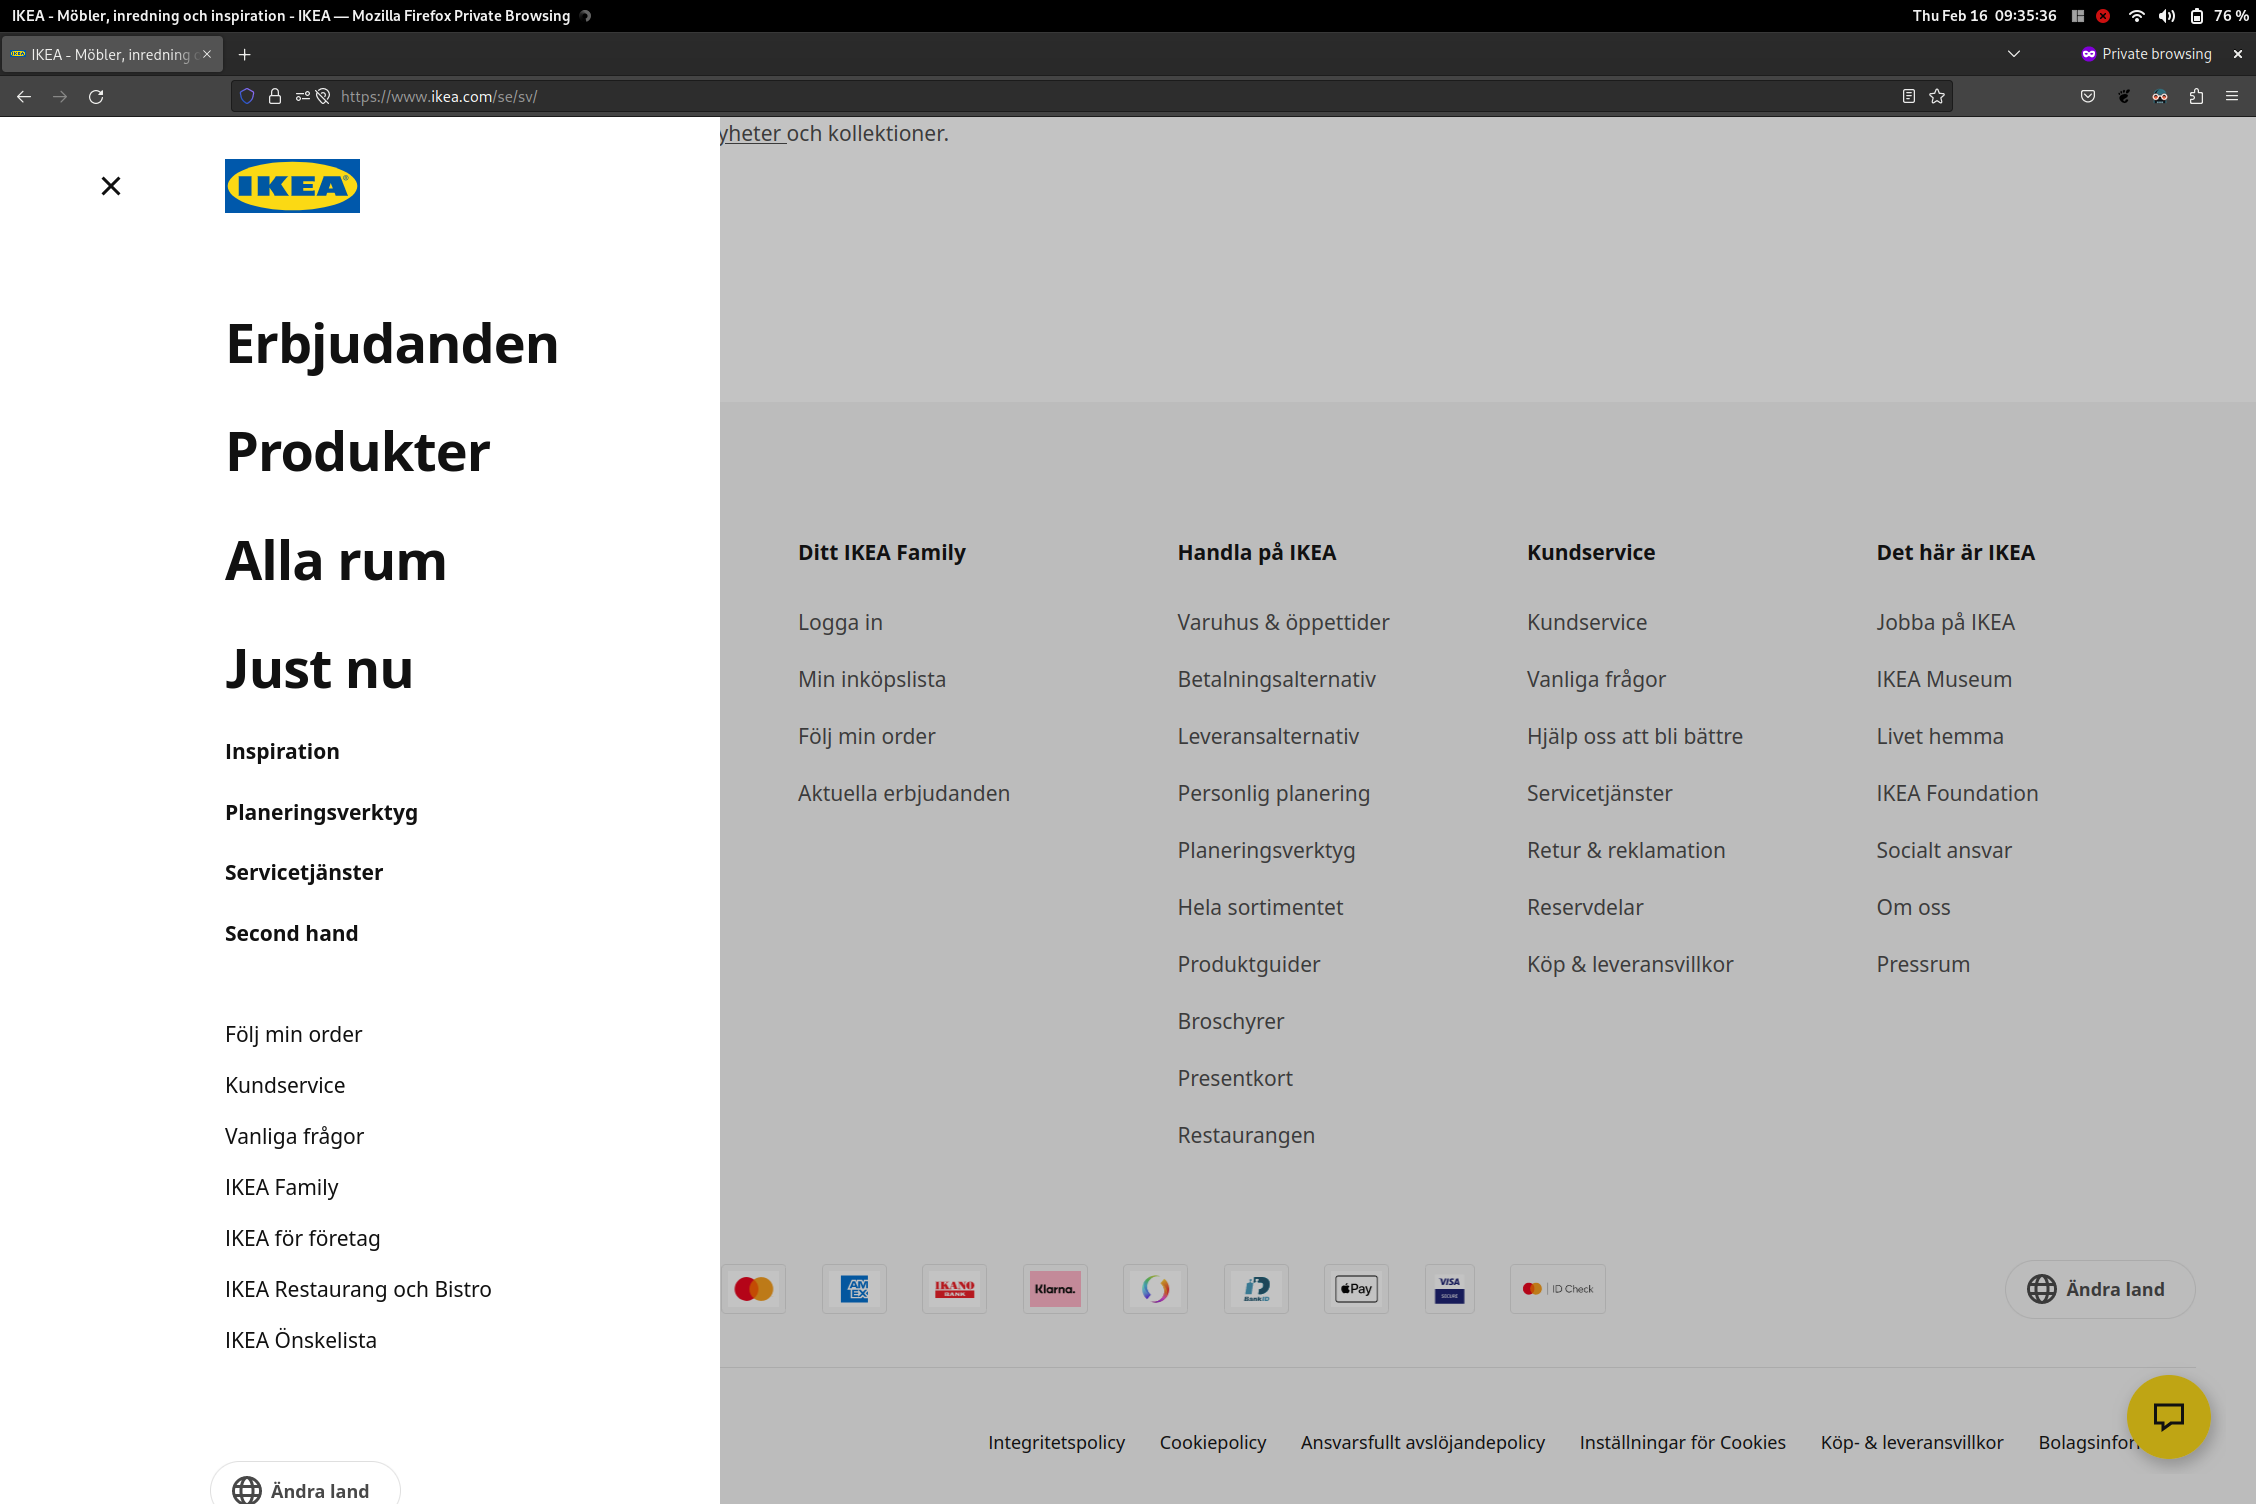 IKEA - Möbler, inredning och inspiration - IKEA — Mozilla Firefox Private Browsing
Thu Feb 16 09:35:36
76 %
IKEA - Möbler, inredning
Private browsing
https://www.ikea.com/se/sv/
yheter och kollektioner.
IKEA
Erbjudanden
Produkter
Alla rum
Just nu
Inspiration
Planeringsverktyg
Servicetjänster
Second hand
Följ min order
Kundservice
Vanliga frågor
IKEA Family
IKEA för företag
IKEA Restaurang och Bistro
IKEA Önskelista
Ändra land
Ditt IKEA Family
Logga in
Min inköpslista
Följ min order
Aktuella erbjudanden
Handla på IKEA
Varuhus & öppettider
Betalningsalternativ
Leveransalternativ
Personlig planering
Planeringsverktyg
Hela sortimentet
Produktguider
Broschyrer
Presentkort
Restaurangen
Kundservice
Kundservice
Vanliga frågor
Hjälp oss att bli bättre
Servicetjänster
Retur & reklamation
Reservdelar
Köp & leveransvillkor
Det här är IKEA
Jobba på IKEA
IKEA Museum
Livet hemma
IKEA Foundation
Socialt ansvar
Om oss
Pressrum
AM
EX
IKANO
BANK
Klarna.
BankID
Pay
VISA
SECURE
ID Check
Ändra land
Integritetspolicy
Cookiepolicy
Ansvarsfullt avslöjandepolicy
Inställningar för Cookies
Köp- & leveransvillkor
Bolagsinfor